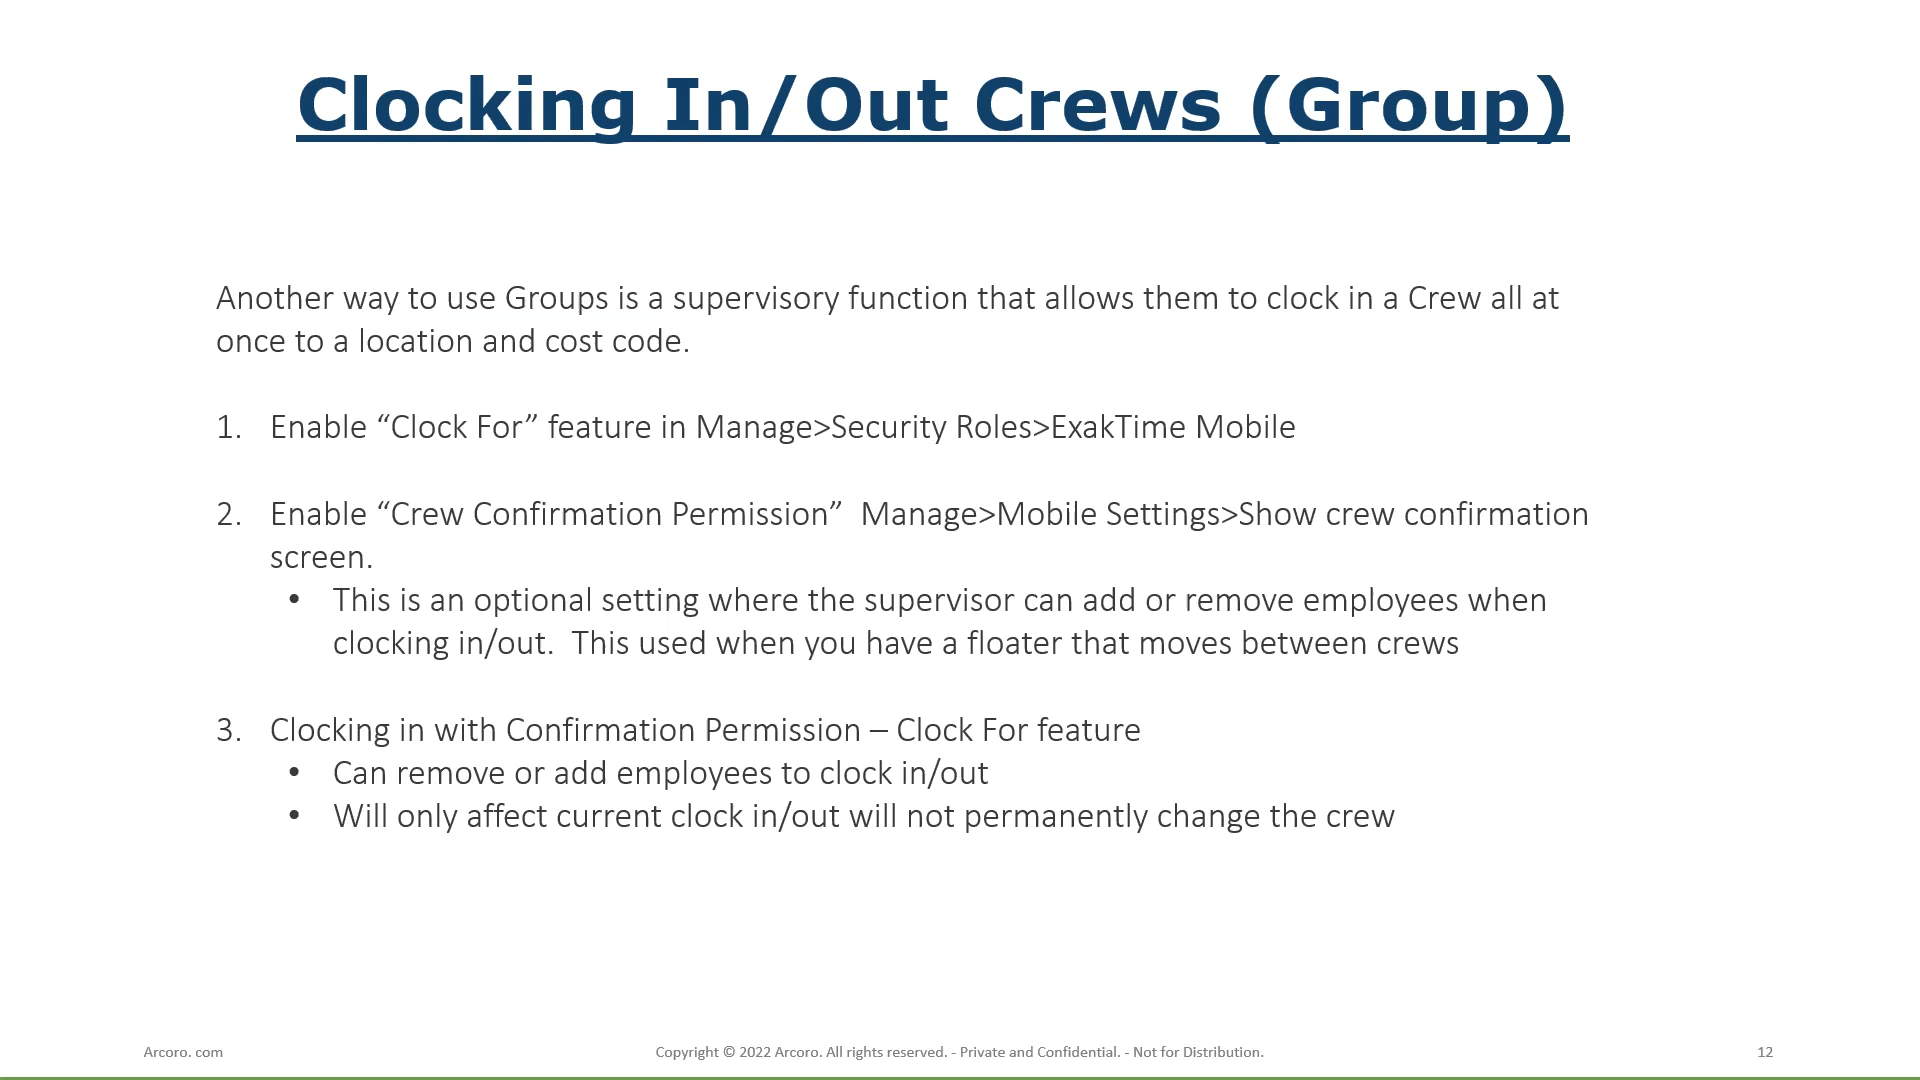 Clocking In/Out Crews (Group)
Another way to use Groups is a supervisory function that allows them to clock in a Crew all at
once to a location and cost code.
1. Enable “Clock For” feature in Manage>Security Roles>ExakTime Mobile
2. Enable “Crew Confirmation Permission”  Manage>Mobile Settings>Show crew confirmation
screen.
• This is an optional setting where the supervisor can add or remove employees when
clocking in/out.  This used when you have a floater that moves between crews
3. Clocking in with Confirmation Permission – Clock For feature
• Can remove or add employees to clock in/out
• Will only affect current clock in/out will not permanently change the crew
Arcoro. com
Copyright © 2022 Arcoro. All rights reserved. - Private and Confidential. - Not for Distribution.
12